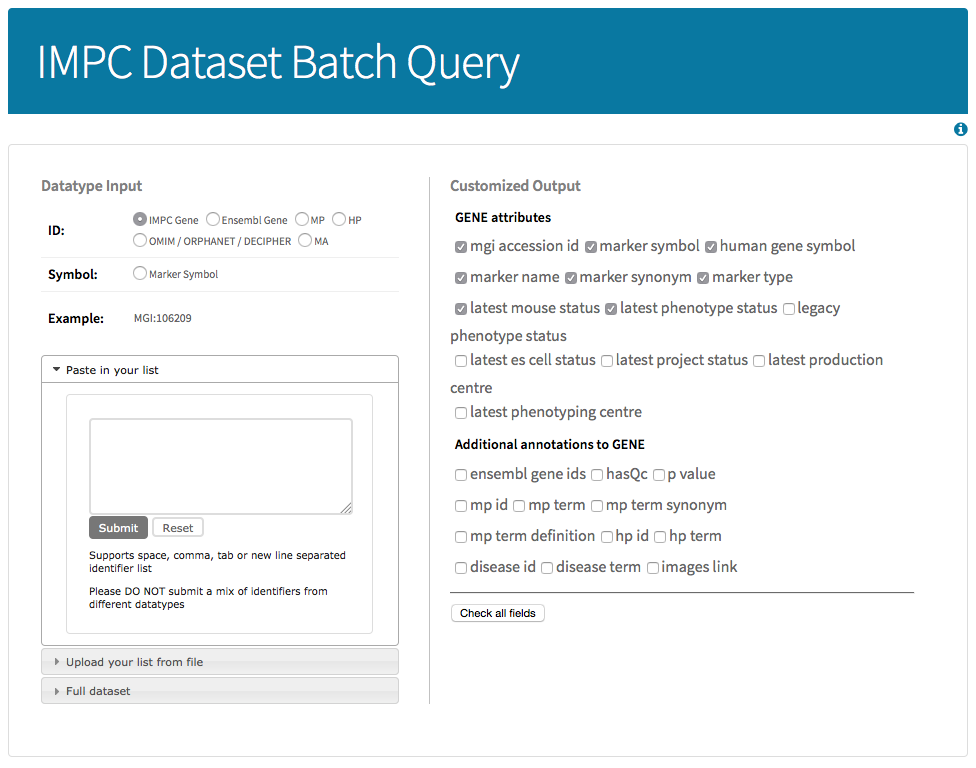 IMPC Dataset Batch Query
Datatype Input
ID:
IMPC Gene Ensembl Gene MP HP
OMIM / ORPHANET / DECIPHER MA
Symbol:
Marker Symbol
Example:
MGI:106209
Paste in your list
Submit Reset
Supports space, comma, tab or new line separated
identifier list
Please DO NOT submit a mix of identifiers from
different datatypes
Upload your list from file
Full dataset
Customized Output
GENE attributes
mgi accession id marker symbol human gene symbol
marker name marker synonym marker type
latest mouse status latest phenotype status legacy
phenotype status
latest es cell status latest project status latest production
centre
latest phenotyping centre
Additional annotations to GENE
ensembl gene ids hasQc p value
mp id mp term mp term synonym
mp term definition hp id hp term
disease id disease term images link
Check all fields